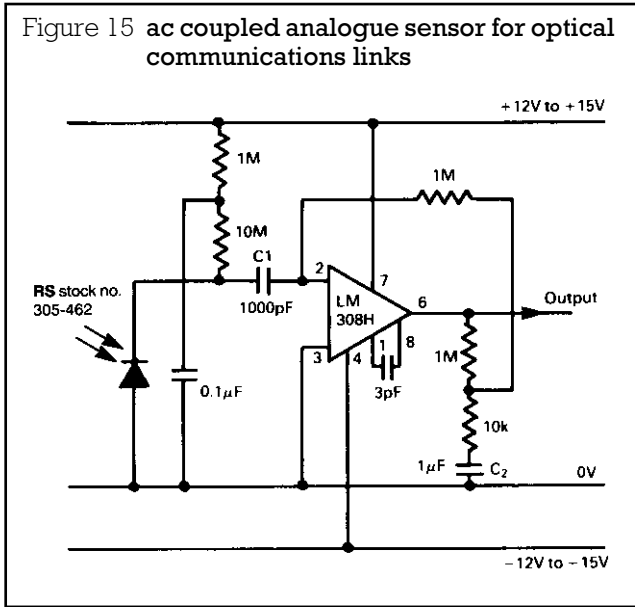 Figure 15 ac coupled analogue sensor for optical
communications links
+12V to +15V
1M
1M
10M
C1
1000pF
2
7
RS stock no.
305-462
LM
308H
6
Output
3
4
1
8
3pF
1M
0.1µF
10k
1µF
C2
0V
−12V to −15V